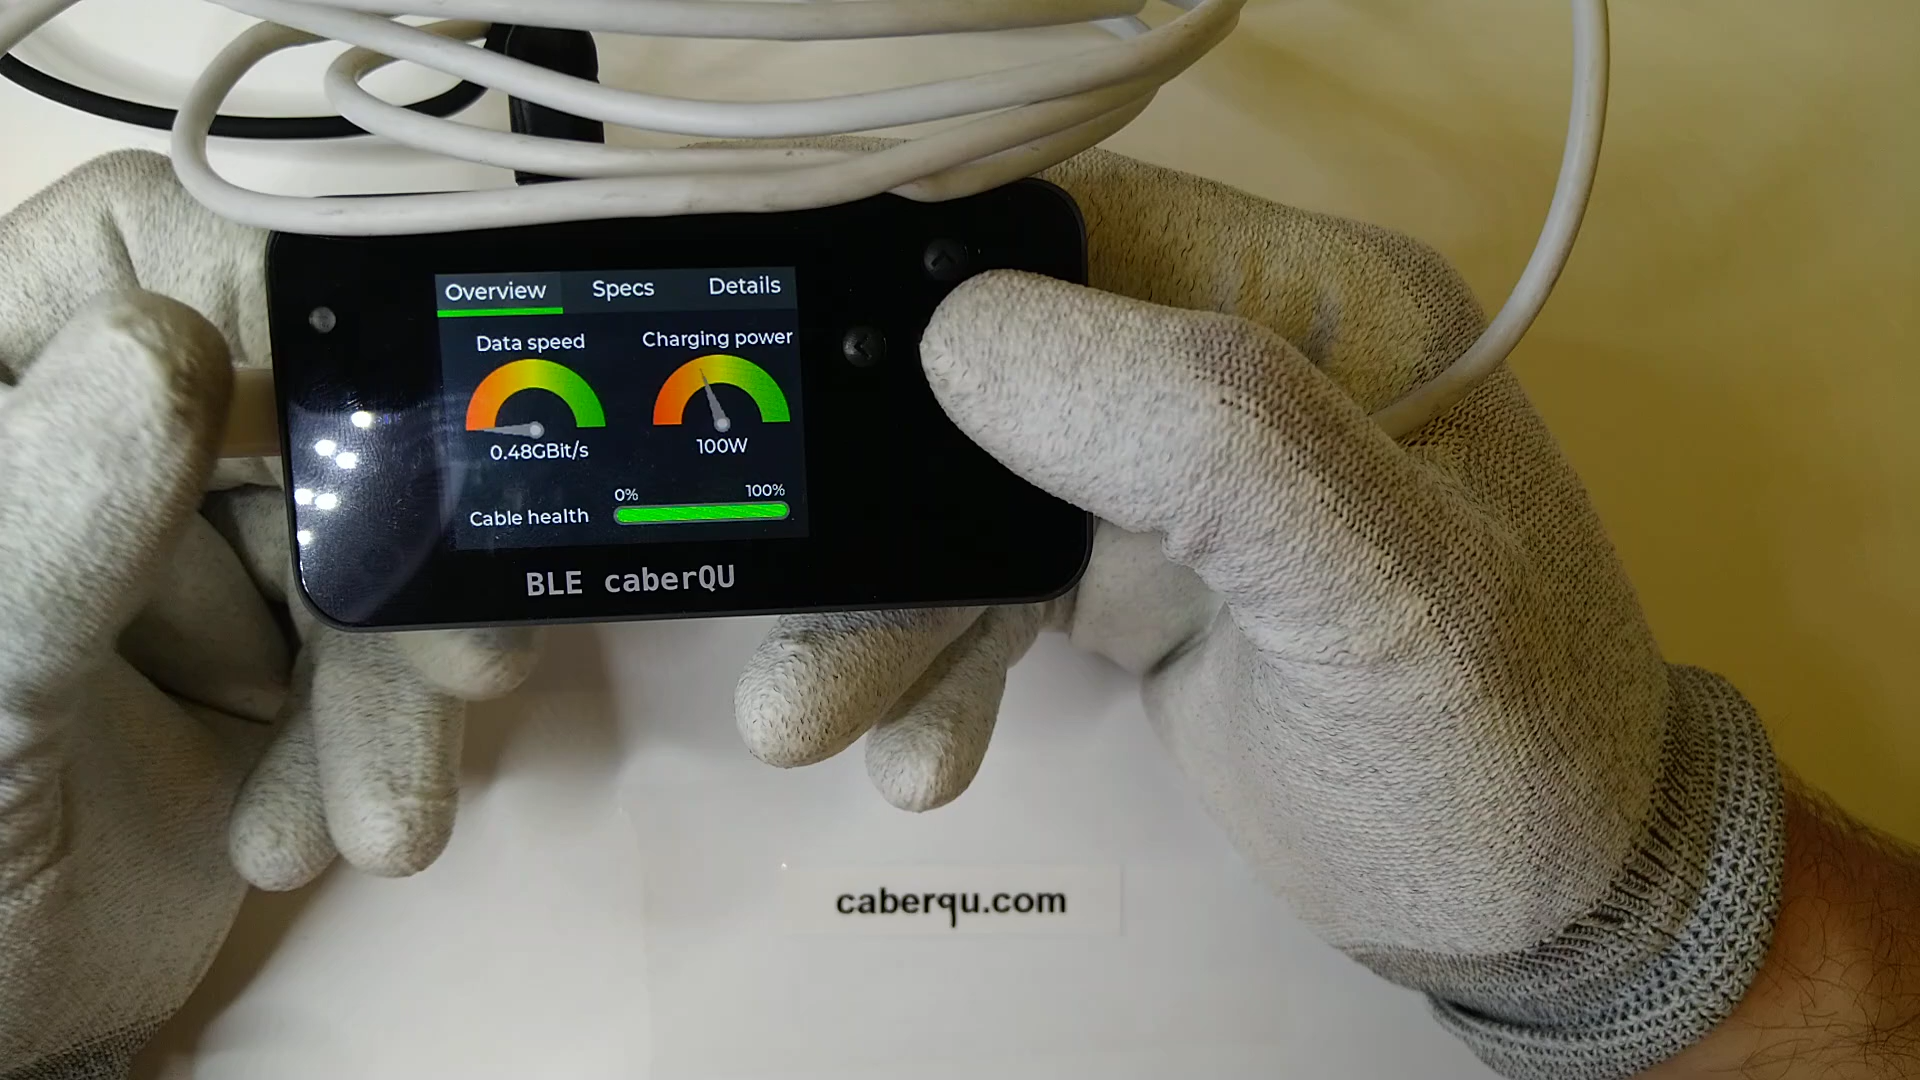 Overview Specs Details
Data speed Charging power
0.48GBit/s 100W
0% 100%
Cable health
BLE caberQU
caberqu.com